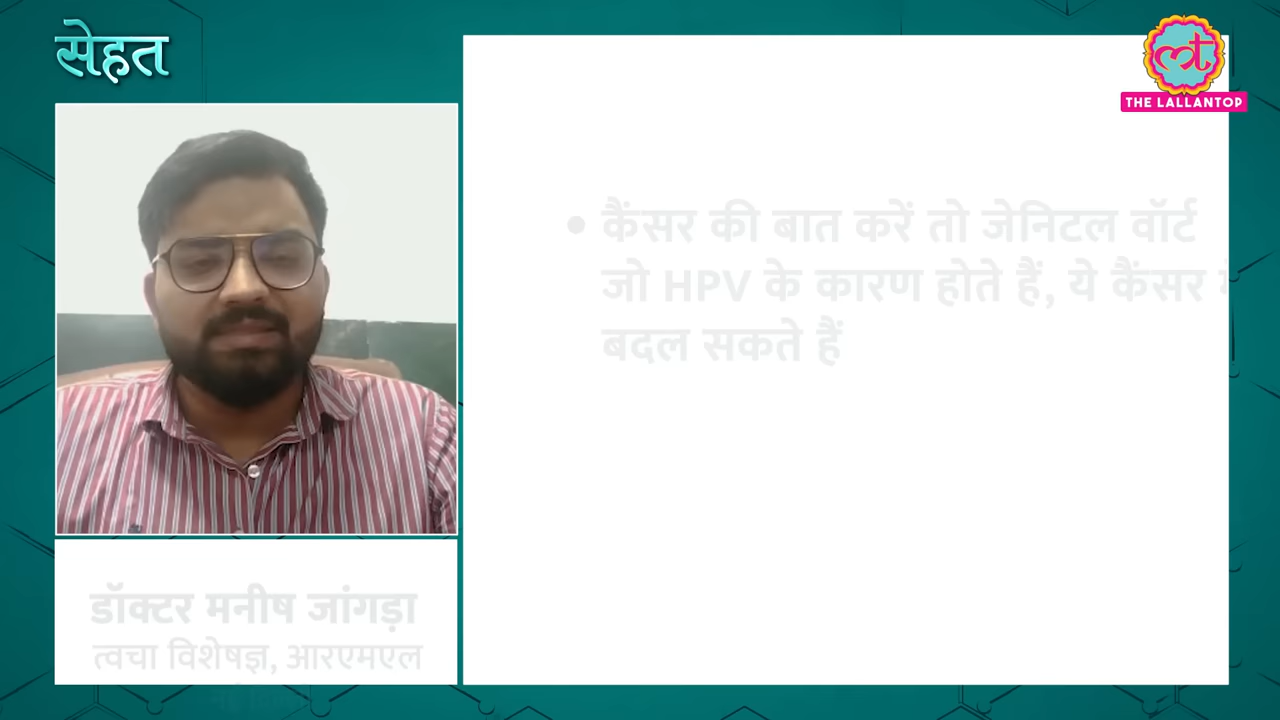 सेहत
THE LALLANTOP
• कैंसर की बात करें तो जेनिटल वॉर्ट
जो HPV के कारण होते हैं, ये कैंसर
बदल सकते हैं
डॉक्टर मनीष जांगड़ा
त्वचा विशेषज्ञ, आरएमएल